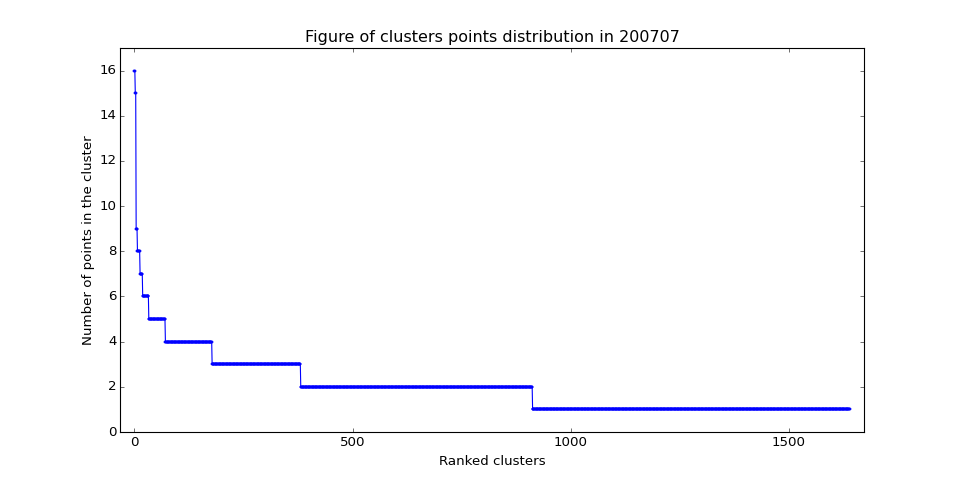 Figure of clusters points distribution in 200707
Number of points in the cluster
16
14
12
10
8
6
4
2
0
0 500 1000 1500
Ranked clusters